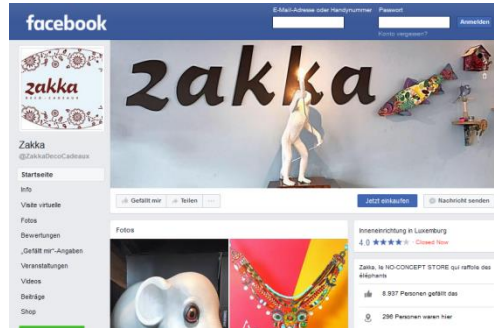 facebook
E-Mail-Adresse oder Handynummer
Passwort
Anmelden
Konto vergessen?
zakka
DECO·CADEAUX
zakka
Zakka
@ZakkaDecoCadeaux
Startseite
Info
Visite virtuelle
Fotos
Bewertungen
„Gefällt mir"-Angaben
Veranstaltungen
Videos
Beiträge
Shop
Gefällt mir
Teilen
Jetzt einkaufen
Nachricht senden
Fotos
Inneneinrichtung in Luxemburg
4,9 ★★★★★ · Closed Now
Zakka, la NO-CONCEPT STORE qui raffole des éléphants
8.937 Personen gefällt das
296 Personen waren hier